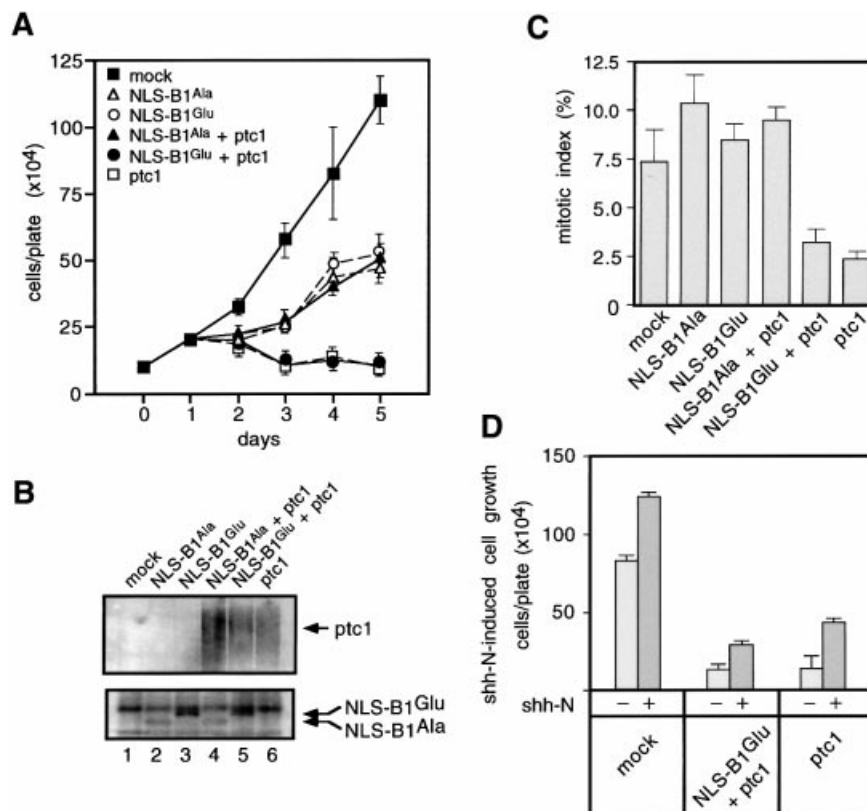 A
cells/plate (x10⁴)
125
100
75
50
25
0
mock
NLS-B1Ala
NLS-B1Glu
NLS-B1Ala + ptc1
NLS-B1Glu + ptc1
ptc1
0 1 2 3 4 5
days
B
mock
NLS-B1Ala
NLS-B1Glu
NLS-B1Ala + ptc1
NLS-B1Glu + ptc1
ptc1
ptc1
NLS-B1Glu
NLS-B1Ala
1 2 3 4 5 6
C
mitotic index (%)
12.5
10.0
7.5
5.0
2.5
0
mock
NLS-B1Ala
NLS-B1Glu
NLS-B1Ala + ptc1
NLS-B1Glu + ptc1
ptc1
D
shh-N-induced cell growth
cells/plate (x10⁴)
150
100
50
shh-N – + – + – +
mock
NLS-B1Glu
+ ptc1
ptc1